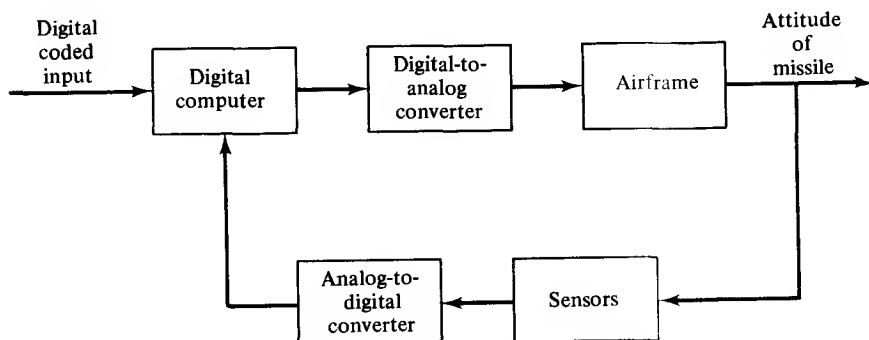 Digital
coded
input
Digital
computer
Digital-to-
analog
converter
Airframe
Attitude
of
missile
Analog-to-
digital
converter
Sensors